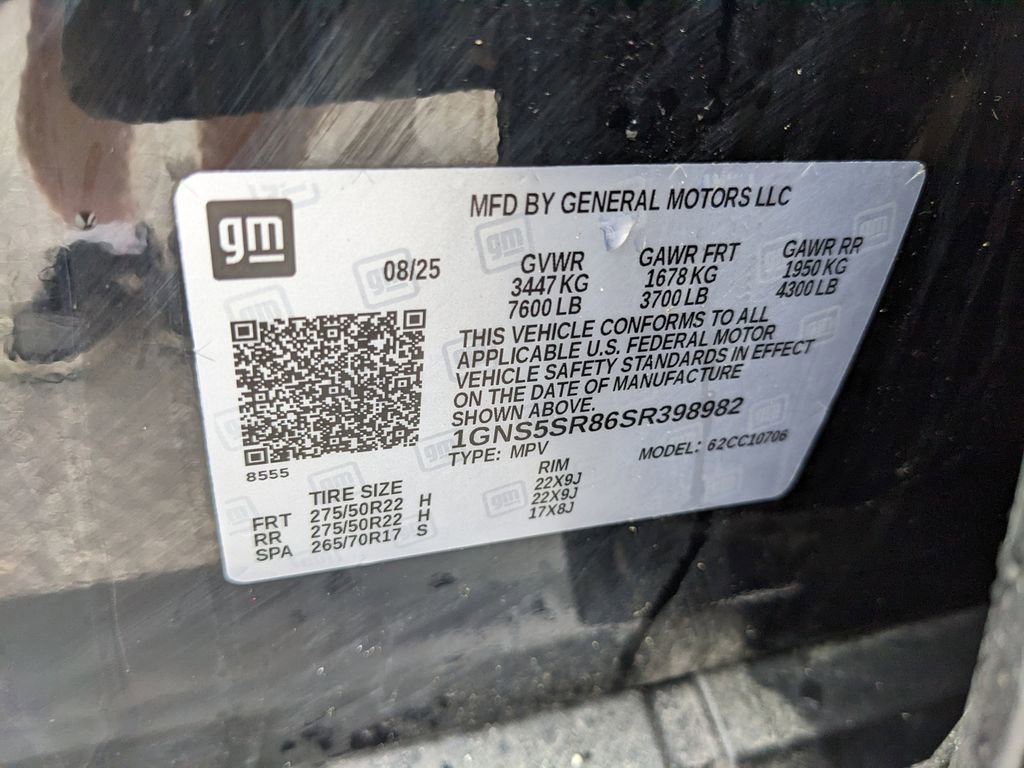 gm
MFD BY GENERAL MOTORS LLC
08/25
GVWR GAWR FRT GAWR RR
3447 KG 1678 KG 1950 KG
7600 LB 3700 LB 4300 LB
THIS VEHICLE CONFORMS TO ALL
APPLICABLE U.S. FEDERAL MOTOR
VEHICLE SAFETY STANDARDS IN EFFECT
ON THE DATE OF MANUFACTURE
SHOWN ABOVE.
1GNS5SR86SR398982
TYPE: MPV MODEL: 62CC10706
8555
TIRE SIZE RIM
FRT 275/50R22 H 22X9J
RR 275/50R22 H 22X9J
SPA 265/70R17 S 17X8J